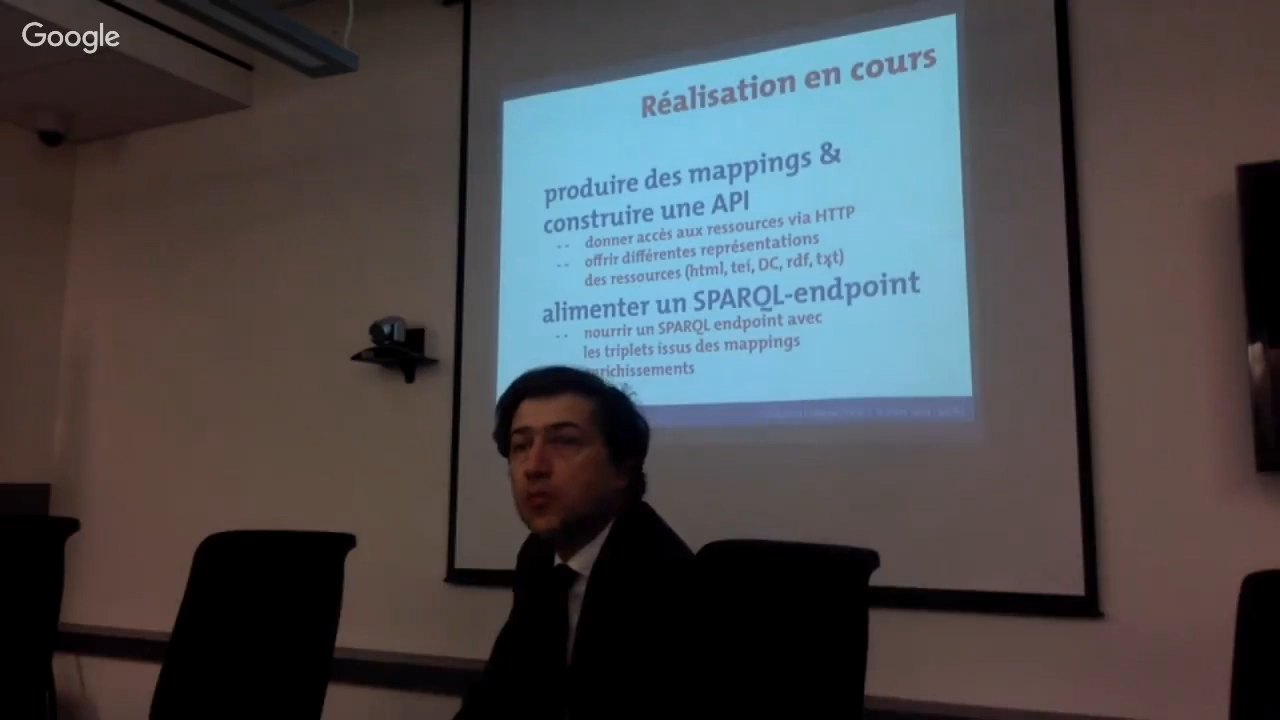 Google
Réalisation en cours
produire des mappings &
construire une API
-- donner accès aux ressources via HTTP
-- offrir différentes représentations
des ressources (html, tei, DC, rdf, txt)
alimenter un SPARQL-endpoint
-- nourrir un SPARQL endpoint avec
les triplets issus des mappings